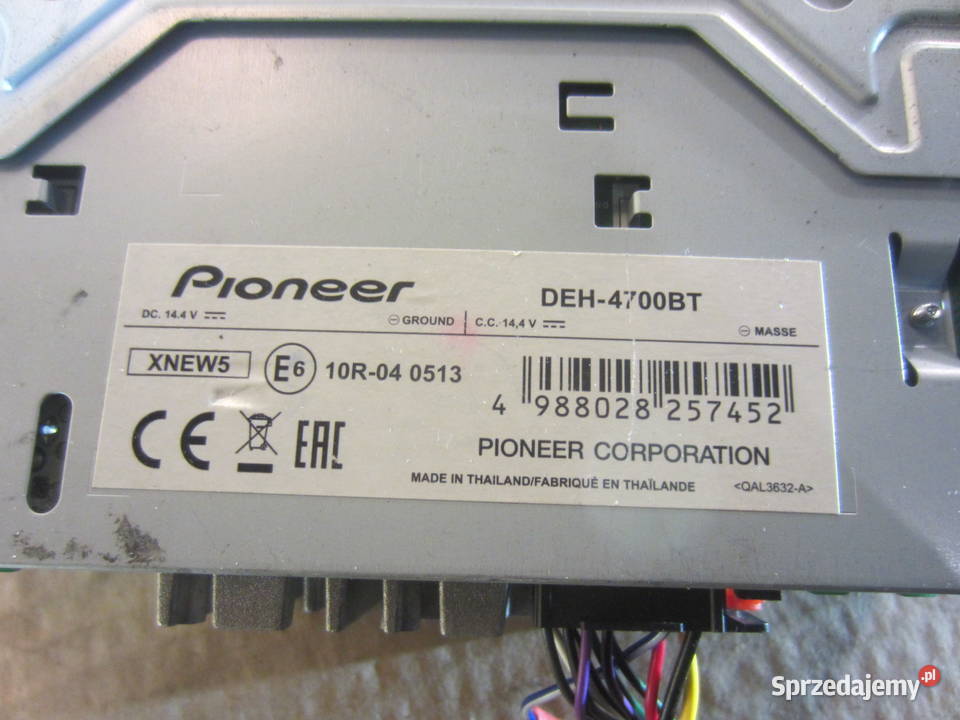 Pioneer
DEH-4700BT
DC. 14.4 V
GROUND
C.C. 14,4 V
MASSE
XNEW5
E6
10R-04 0513
4 988028 257452
CE
EAC
PIONEER CORPORATION
MADE IN THAILAND/FABRIQUÉ EN THAÏLANDE
<QAL3632-A>
Sprzedajemy.pl